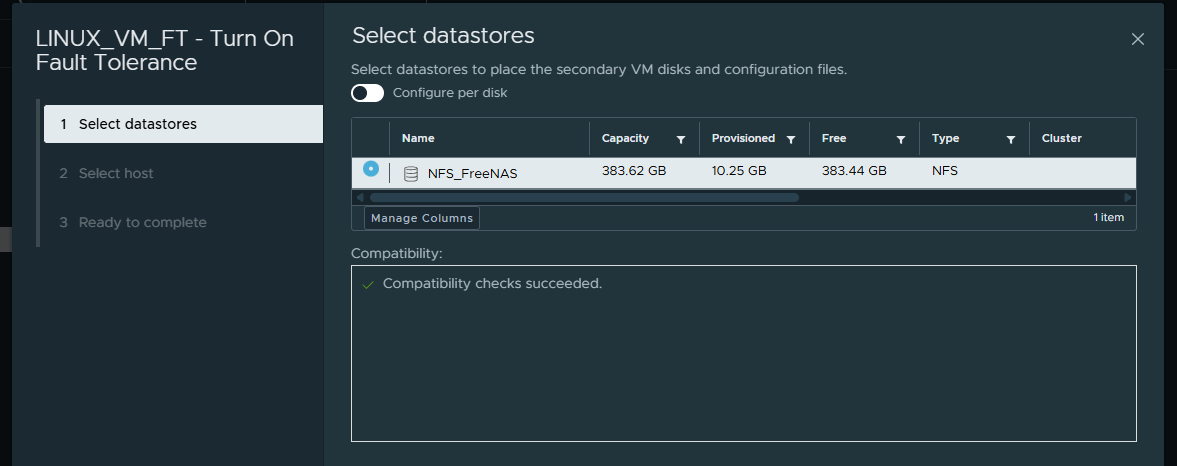 LINUX_VM_FT - Turn On
Fault Tolerance
1 Select datastores
2 Select host
3 Ready to complete
Select datastores
Select datastores to place the secondary VM disks and configuration files.
Configure per disk
Name Capacity Provisioned Free Type Cluster
NFS_FreeNAS 383.62 GB 10.25 GB 383.44 GB NFS
Manage Columns 1 item
Compatibility:
Compatibility checks succeeded.